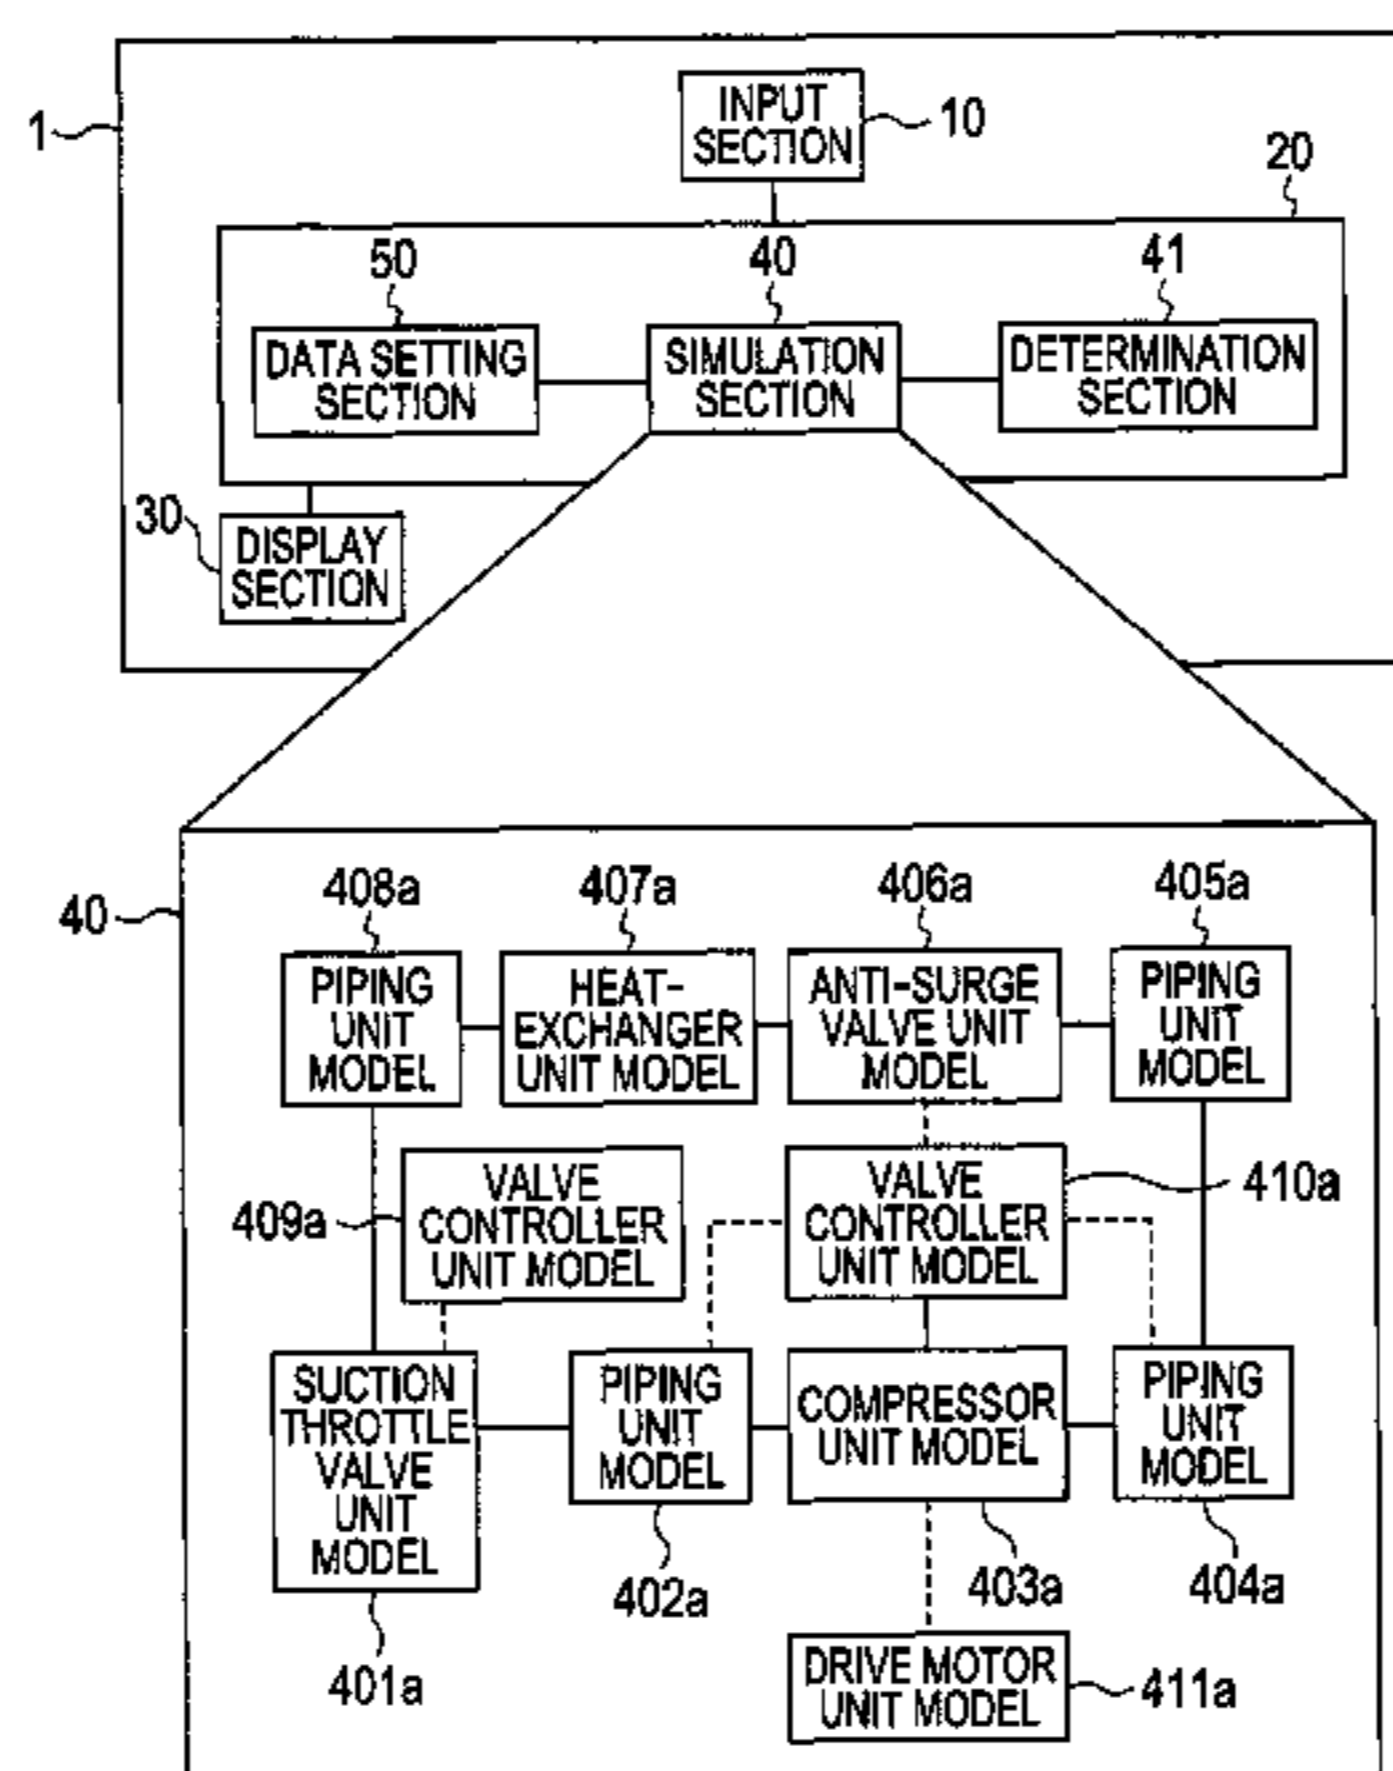 1
INPUT
SECTION
10
20
50
40
41
DATA SETTING
SECTION
SIMULATION
SECTION
DETERMINATION
SECTION
30
DISPLAY
SECTION
40
408a
407a
406a
405a
PIPING
UNIT
MODEL
HEAT-
EXCHANGER
UNIT MODEL
ANTI-SURGE
VALVE UNIT
MODEL
PIPING
UNIT
MODEL
409a
VALVE
CONTROLLER
UNIT MODEL
VALVE
CONTROLLER
UNIT MODEL
410a
SUCTION
THROTTLE
VALVE
UNIT
MODEL
PIPING
UNIT
MODEL
COMPRESSOR
UNIT MODEL
PIPING
UNIT
MODEL
401a
402a
403a
404a
DRIVE MOTOR
UNIT MODEL
411a